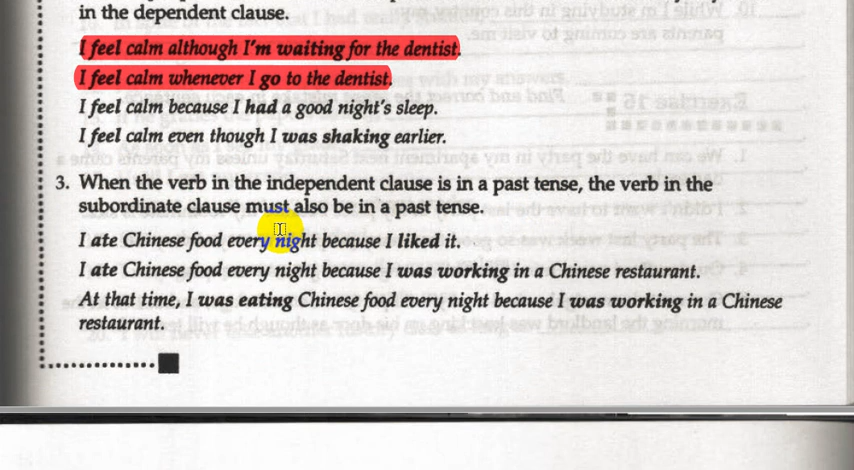 in the dependent clause.
I feel calm although I'm waiting for the dentist.
I feel calm whenever I go to the dentist.
I feel calm because I had a good night's sleep.
I feel calm even though I was shaking earlier.
3. When the verb in the independent clause is in a past tense, the verb in the
subordinate clause must also be in a past tense.
I ate Chinese food every night because I liked it.
I ate Chinese food every night because I was working in a Chinese restaurant.
At that time, I was eating Chinese food every night because I was working in a Chinese
restaurant.